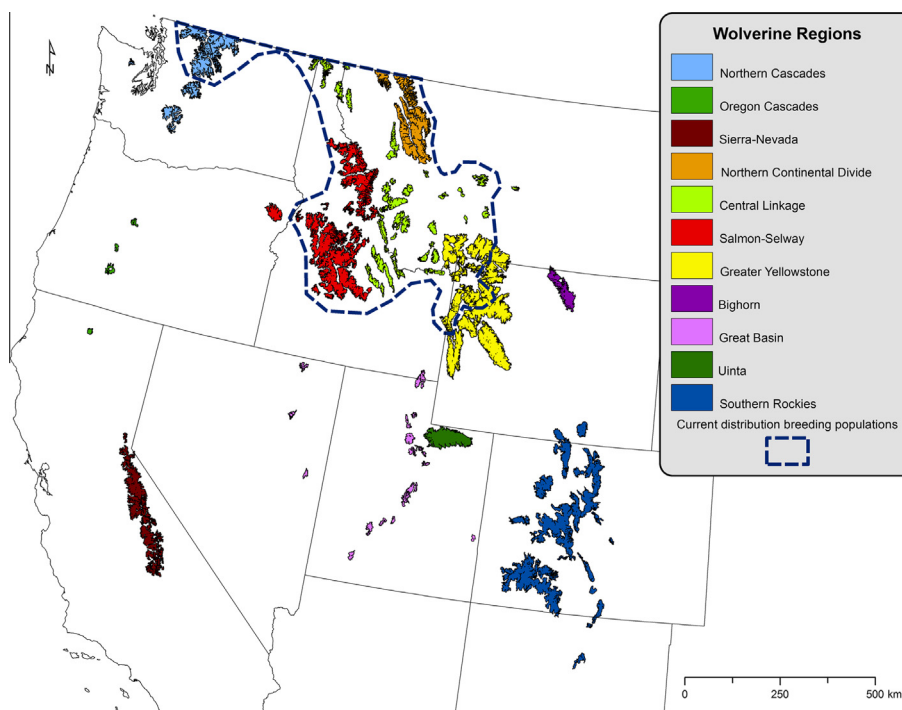 N
Wolverine Regions
Northern Cascades
Oregon Cascades
Sierra-Nevada
Northern Continental Divide
Central Linkage
Salmon-Selway
Greater Yellowstone
Bighorn
Great Basin
Uinta
Southern Rockies
Current distribution breeding populations
0 250 500 km